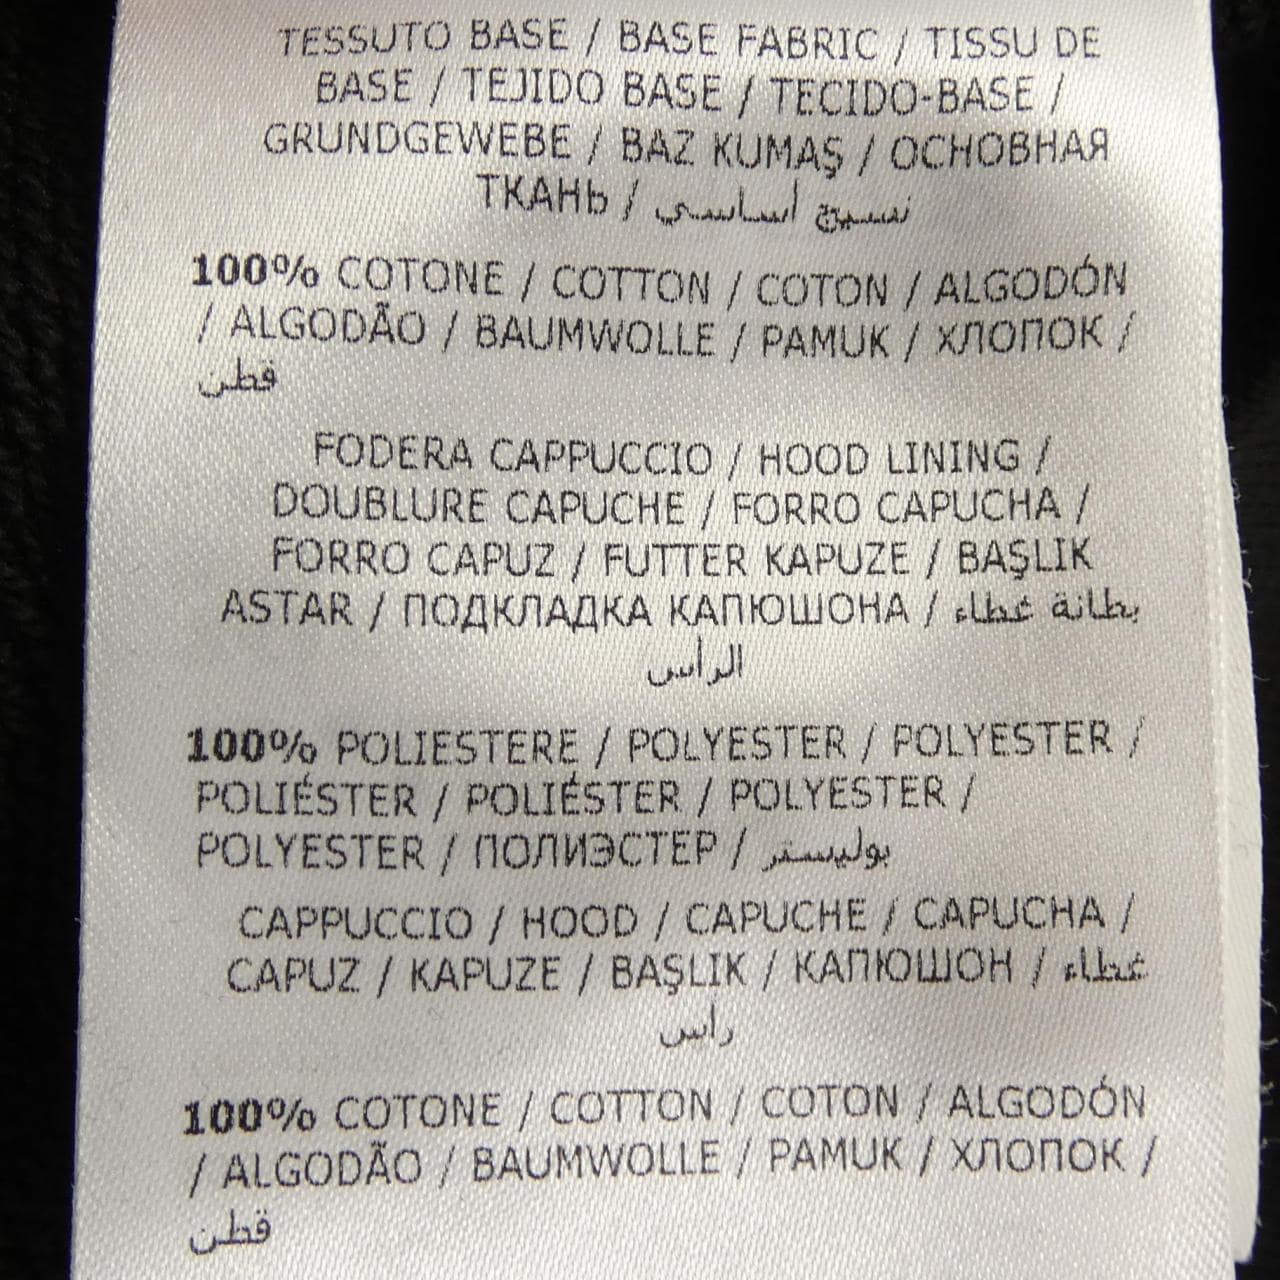 TESSUTO BASE / BASE FABRIC / TISSU DE
BASE / TEJIDO BASE / TECIDO-BASE /
GRUNDGEWEBE / BAZ KUMAŞ / ОСНОВНАЯ
ТКАНЬ / نسيج أساسي
100% COTONE / COTTON / COTON / ALGODÓN
/ ALGODÃO / BAUMWOLLE / PAMUK / ХЛОПОК /
قطن
FODERA CAPPUCCIO / HOOD LINING /
DOUBLURE CAPUCHE / FORRO CAPUCHA /
FORRO CAPUZ / FUTTER KAPUZE / BAŞLIK
ASTAR / ПОДКЛАДКА КАПЮШОНА / بطانة غطاء
الرأس
100% POLIESTERE / POLYESTER / POLYESTER /
POLIÉSTER / POLIÉSTER / POLYESTER /
POLYESTER / ПОЛИЭСТЕР / بوليستر
CAPPUCCIO / HOOD / CAPUCHE / CAPUCHA /
CAPUZ / KAPUZE / BAŞLIK / КАПЮШОН / غطاء
رأس
100% COTONE / COTTON / COTON / ALGODÓN
/ ALGODÃO / BAUMWOLLE / PAMUK / ХЛОПОК /
قطن